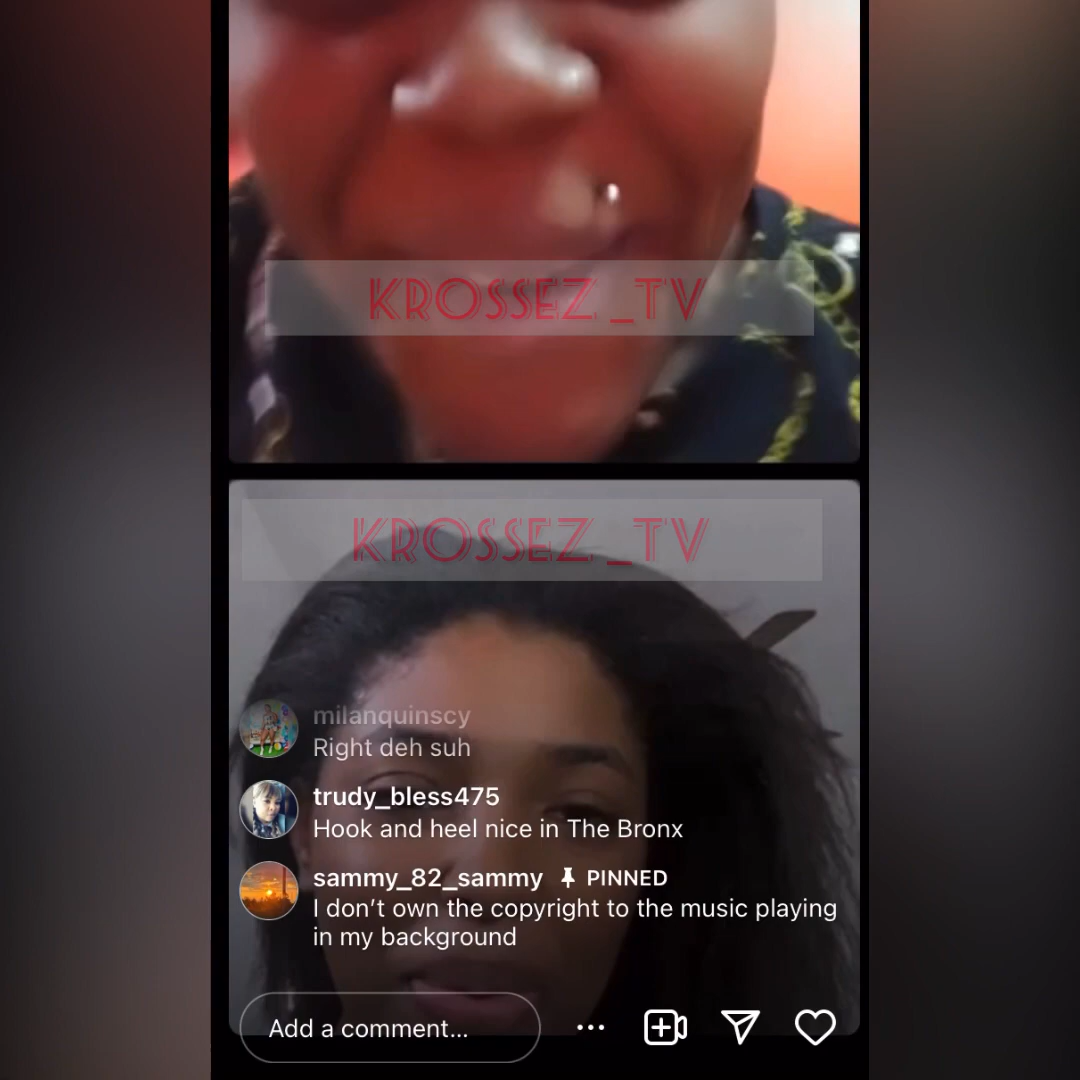 KROSSEZ_TV
KROSSEZ_TV
milanquinscy
Right deh suh
trudy_bless475
Hook and heel nice in The Bronx
sammy_82_sammy PINNED
I don’t own the copyright to the music playing
in my background
Add a comment...